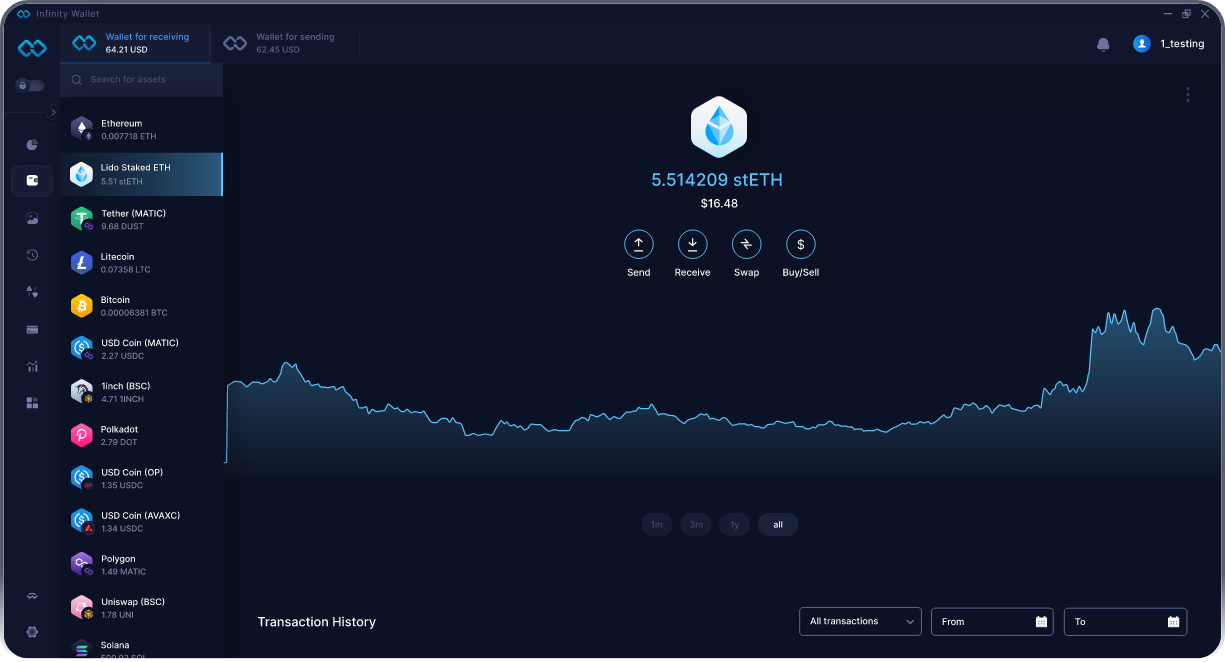 Infinity Wallet
Wallet for receiving
64.21 USD
Wallet for sending
62.45 USD
1_testing
Search for assets
Ethereum
0.007718 ETH
Lido Staked ETH
5.51 stETH
Tether (MATIC)
9.68 DUST
Litecoin
0.07358 LTC
Bitcoin
0.00006381 BTC
USD Coin (MATIC)
2.27 USDC
1inch (BSC)
4.71 1INCH
Polkadot
2.79 DOT
USD Coin (OP)
1.35 USDC
USD Coin (AVAXC)
1.34 USDC
Polygon
1.49 MATIC
Uniswap (BSC)
1.78 UNI
Solana
5.514209 stETH
$16.48
Send
Receive
Swap
Buy/Sell
1m
3m
1y
all
Transaction History
All transactions
From
To